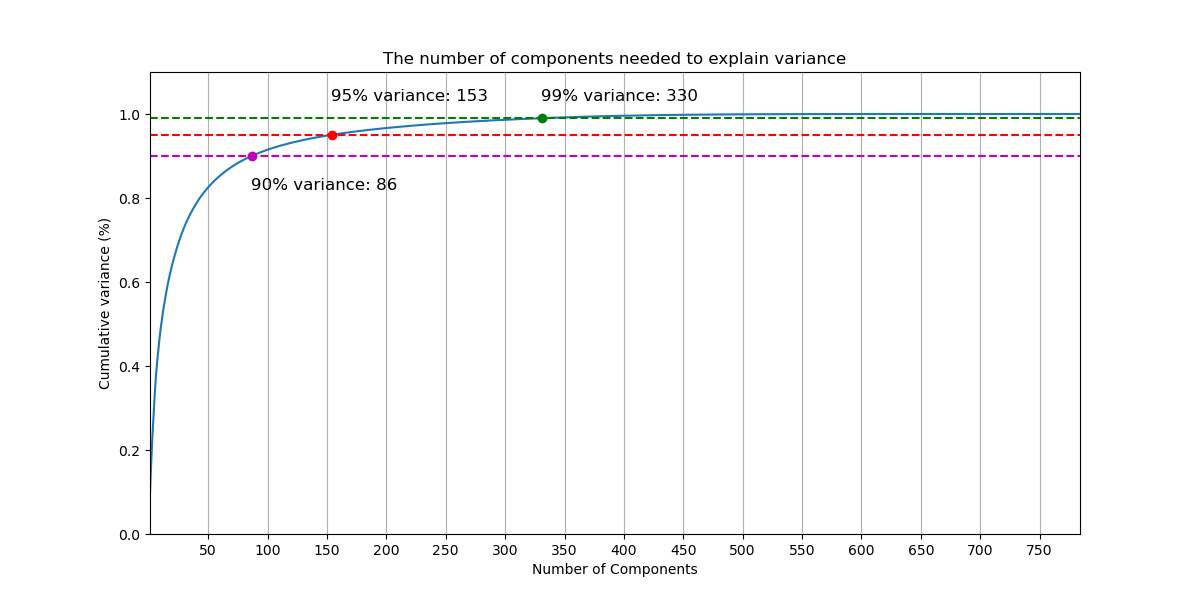 The number of components needed to explain variance
95% variance: 153
99% variance: 330
90% variance: 86
Cumulative variance (%)
1.0
0.8
0.6
0.4
0.2
0.0
50 100 150 200 250 300 350 400 450 500 550 600 650 700 750
Number of Components